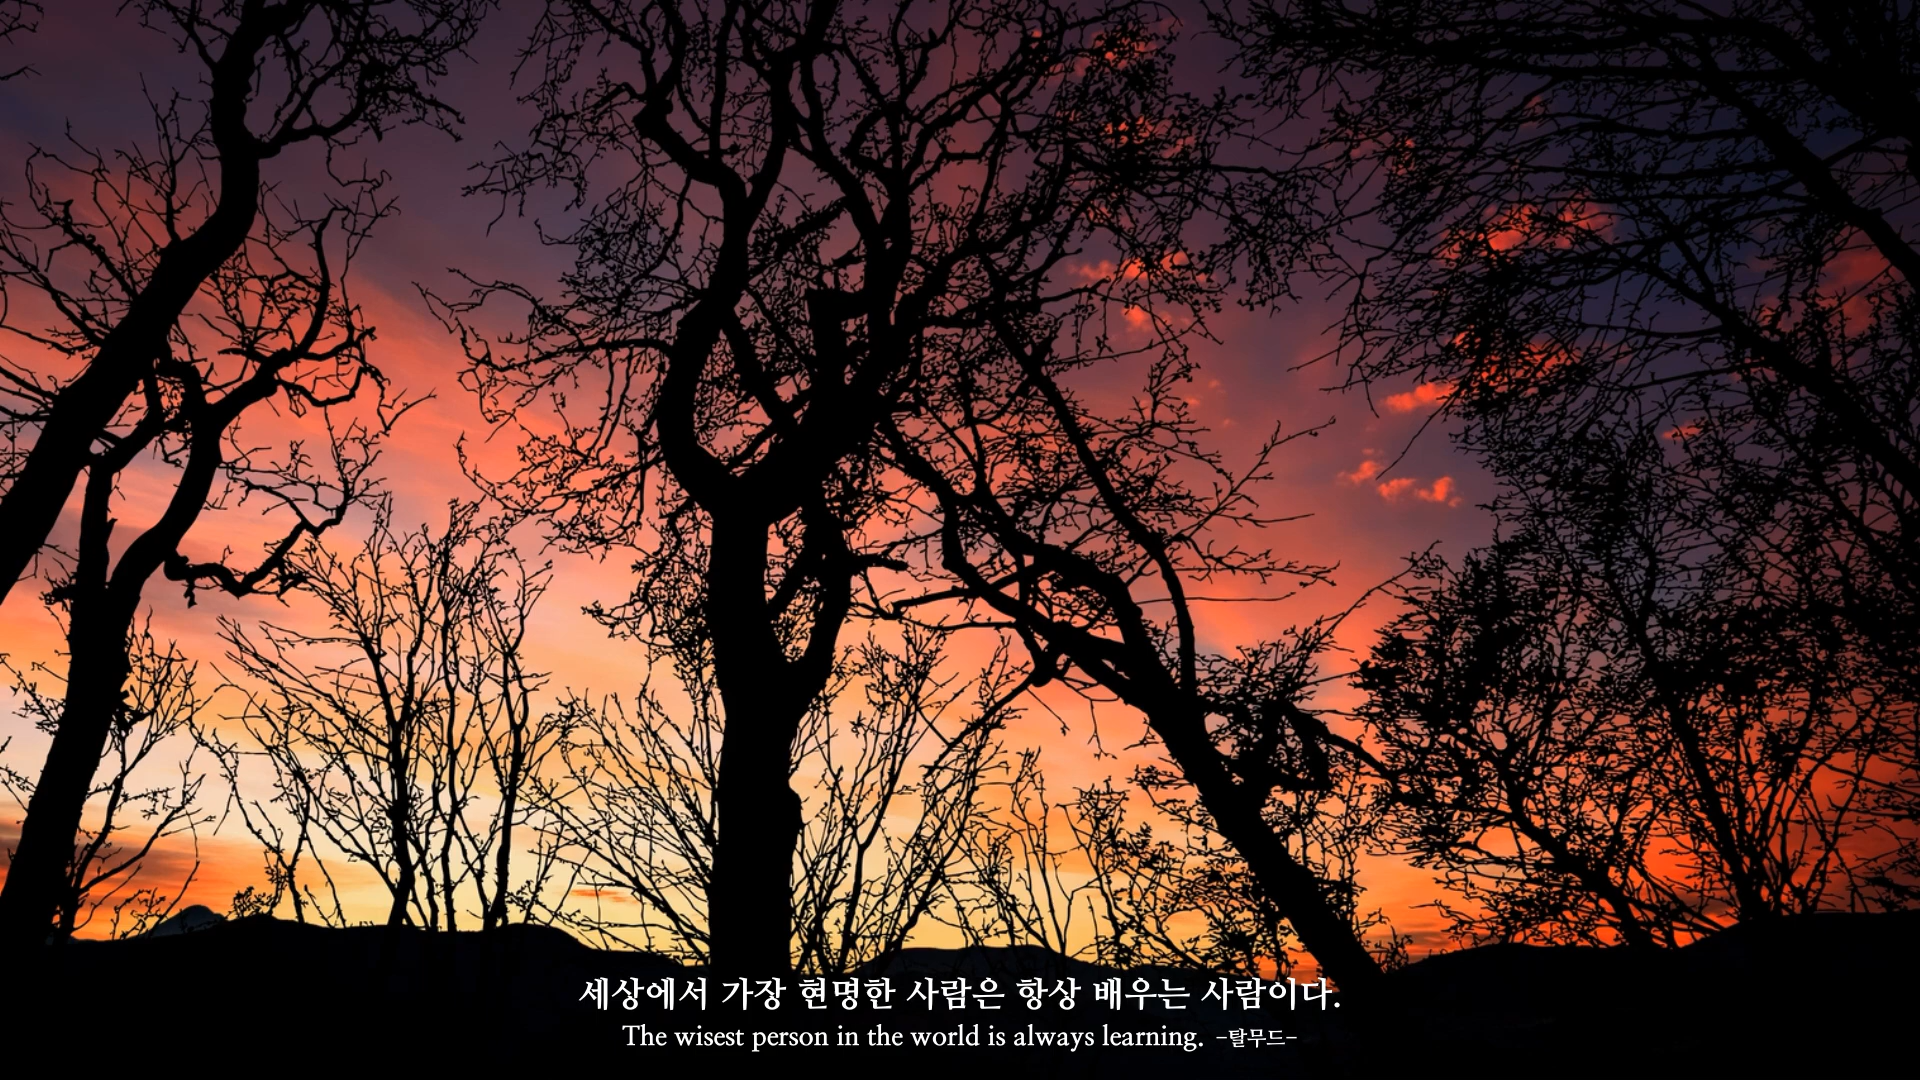 세상에서 가장 현명한 사람은 항상 배우는 사람이다.
The wisest person in the world is always learning. -탈무드-